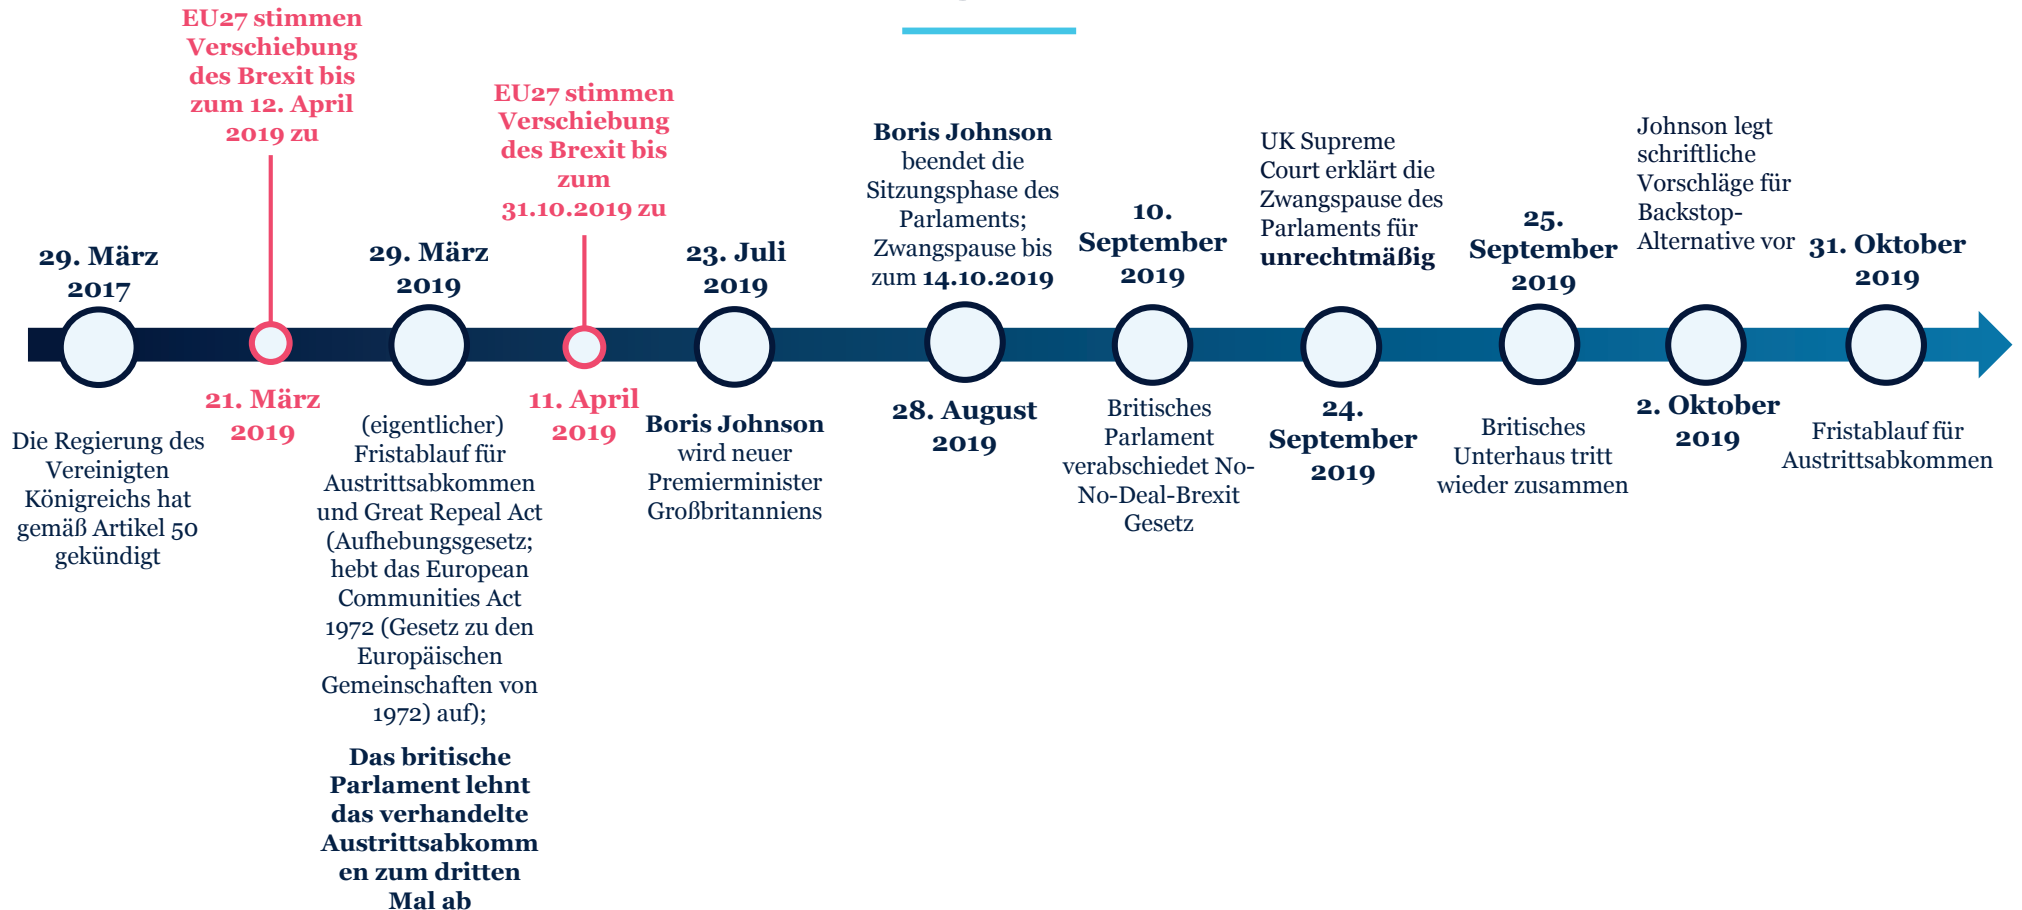 EU27 stimmen
Verschiebung
des Brexit bis
zum 12. April
2019 zu
EU27 stimmen
Verschiebung
des Brexit bis
zum
31.10.2019 zu
Boris Johnson
beendet die
Sitzungsphase des
Parlaments;
Zwangspause bis
zum 14.10.2019
UK Supreme
Court erklärt die
Zwangspause des
Parlaments für
unrechtmäßig
Johnson legt
schriftliche
Vorschläge für
Backstop-
Alternative vor
29. März
2017
29. März
2019
23. Juli
2019
10.
September
2019
25.
September
2019
31. Oktober
2019
21. März
2019
11. April
2019
28. August
2019
24.
September
2019
2. Oktober
2019
Die Regierung des
Vereinigten
Königreichs hat
gemäß Artikel 50
gekündigt
(eigentlicher)
Fristablauf für
Austrittsabkommen
und Great Repeal Act
(Aufhebungsgesetz;
hebt das European
Communities Act
1972 (Gesetz zu den
Europäischen
Gemeinschaften von
1972) auf);
Das britische
Parlament lehnt
das verhandelte
Austrittsabkomm
en zum dritten
Mal ab
Boris Johnson
wird neuer
Premierminister
Großbritanniens
Britisches
Parlament
verabschiedet No-
No-Deal-Brexit
Gesetz
Britisches
Unterhaus tritt
wieder zusammen
Fristablauf für
Austrittsabkommen